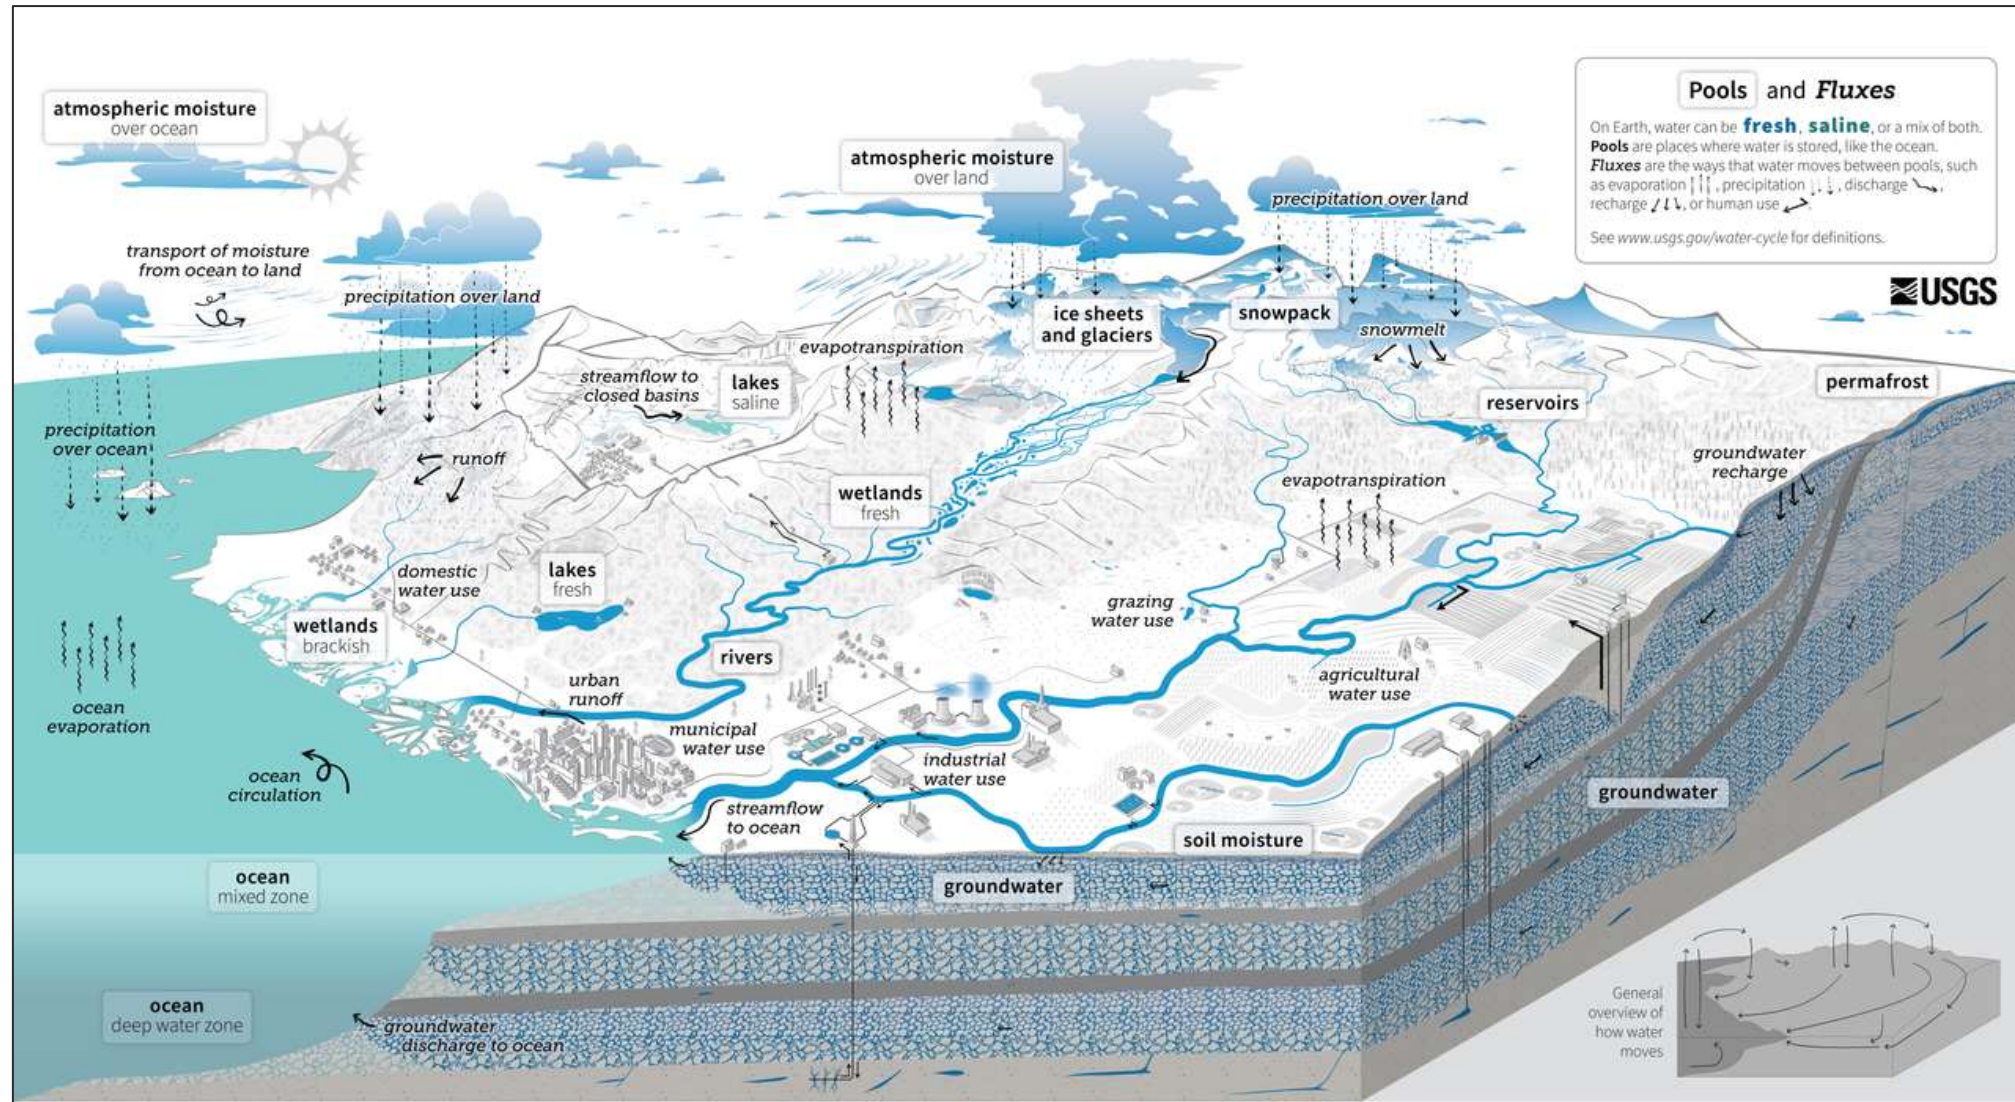 atmospheric moisture
over ocean
transport of moisture
from ocean to land
precipitation over land
precipitation
over ocean
ocean
evaporation
ocean
circulation
atmospheric moisture
over land
precipitation over land
ice sheets
and glaciers
snowpack
snowmelt
evapotranspiration
streamflow to
closed basins
lakes
saline
runoff
reservoirs
permafrost
groundwater
recharge
wetlands
fresh
evapotranspiration
domestic
water use
lakes
fresh
wetlands
brackish
grazing
water use
rivers
urban
runoff
agricultural
water use
municipal
water use
industrial
water use
streamflow
to ocean
soil moisture
groundwater
groundwater
ocean
mixed zone
ocean
deep water zone
groundwater
discharge to ocean
Pools and Fluxes
On Earth, water can be fresh, saline, or a mix of both.
Pools are places where water is stored, like the ocean.
Fluxes are the ways that water moves between pools, such
as evaporation , precipitation , discharge ,
recharge , or human use .
See www.usgs.gov/water-cycle for definitions.
USGS
General
overview of
how water
moves